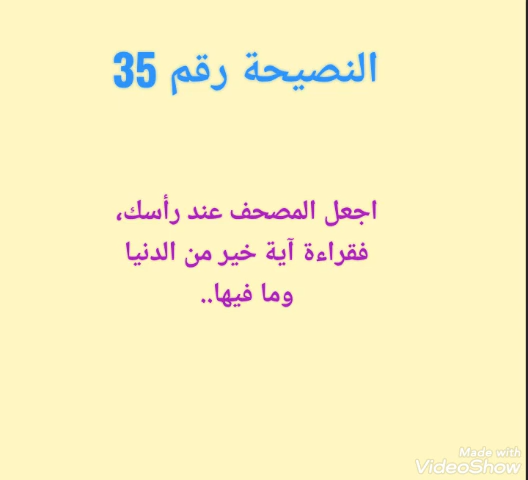 النصيحة رقم 35
اجعل المصحف عند رأسك،
فقراءة آية خير من الدنيا
وما فيها..
Made with
VideoShow